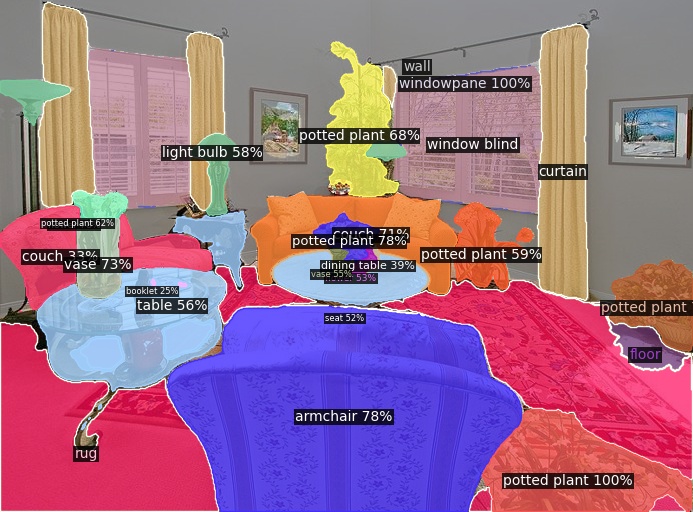 wall
windowpane 100%
potted plant 68%
window blind
light bulb 58%
curtain
potted plant 62%
couch 71%
potted plant 78%
couch 33%
vase 73%
potted plant 59%
dining table 39%
vase 55%
53%
booklet 25%
table 56%
potted plant
seat 52%
floor
armchair 78%
rug
potted plant 100%